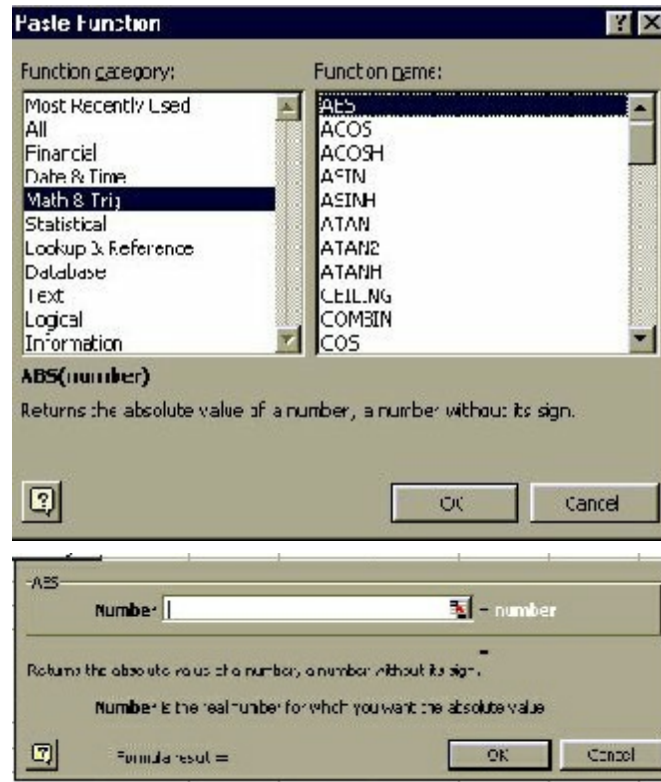 Paste Function
Function category:
Most Recently Used
All
Financial
Date & Time
Math & Trig
Statistical
Lookup & Reference
Database
Text
Logical
Information
Function name:
ABS
ACOS
ACOSH
ASIN
ASINH
ATAN
ATAN2
ATANH
CEILING
COMBIN
COS
ABS(number)
Returns the absolute value of a number, a number without its sign.
OK
Cancel
ABS
Number
= number
Returns the absolute value of a number, a number without its sign.
Number is the real number for which you want the absolute value
Formula result =
OK
Cancel